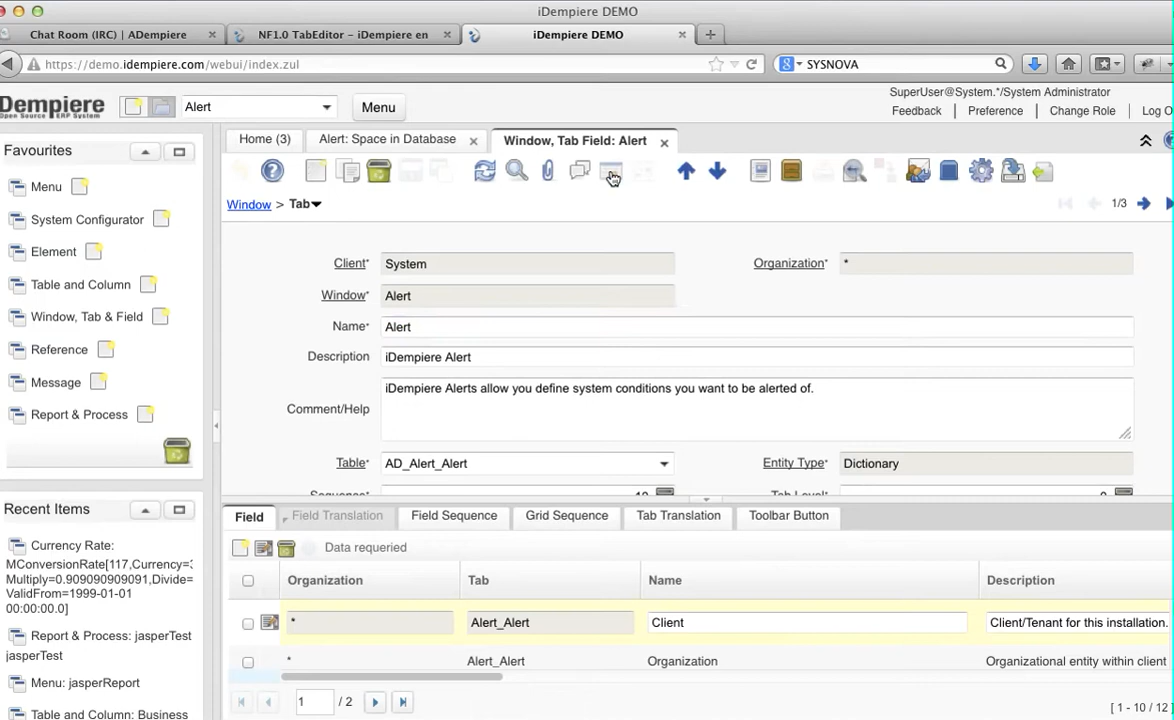 iDempiere DEMO
Chat Room (IRC) | ADempiere
NF1.0 TabEditor – iDempiere en
iDempiere DEMO
https://demo.idempiere.com/webui/index.zul
SYSNOVA
Dempiere
Open Source ERP System
Alert
Menu
SuperUser@System.*/System Administrator
Feedback | Preference | Change Role | Log O
Favourites
Menu
System Configurator
Element
Table and Column
Window, Tab & Field
Reference
Message
Report & Process
Recent Items
Currency Rate:
MConversionRate[117,Currency=3
Multiply=0.909090909091,Divide=
ValidFrom=1999-01-01
00:00:00.0]
Report & Process: jasperTest
jasperTest
Menu: jasperReport
Table and Column: Business
Home (3)
Alert: Space in Database
Window, Tab Field: Alert
Window > Tab
1/3
Client* System
Organization* *
Window* Alert
Name* Alert
Description iDempiere Alert
Comment/Help iDempiere Alerts allow you define system conditions you want to be alerted of.
Table* AD_Alert_Alert
Entity Type* Dictionary
Sequence* 10
Tab Level* 0
Field
Field Translation
Field Sequence
Grid Sequence
Tab Translation
Toolbar Button
Data requeried
Organization Tab Name Description
* Alert_Alert Client Client/Tenant for this installation.
* Alert_Alert Organization Organizational entity within client
1 / 2
[ 1 - 10 / 12